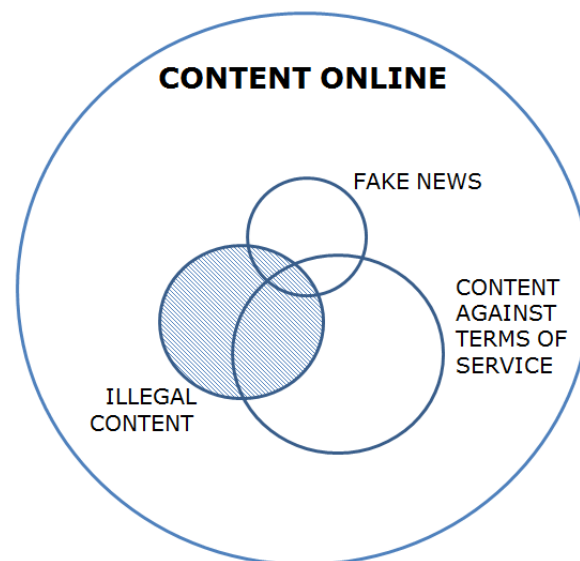 CONTENT ONLINE
FAKE NEWS
CONTENT
AGAINST
TERMS OF
SERVICE
ILLEGAL
CONTENT